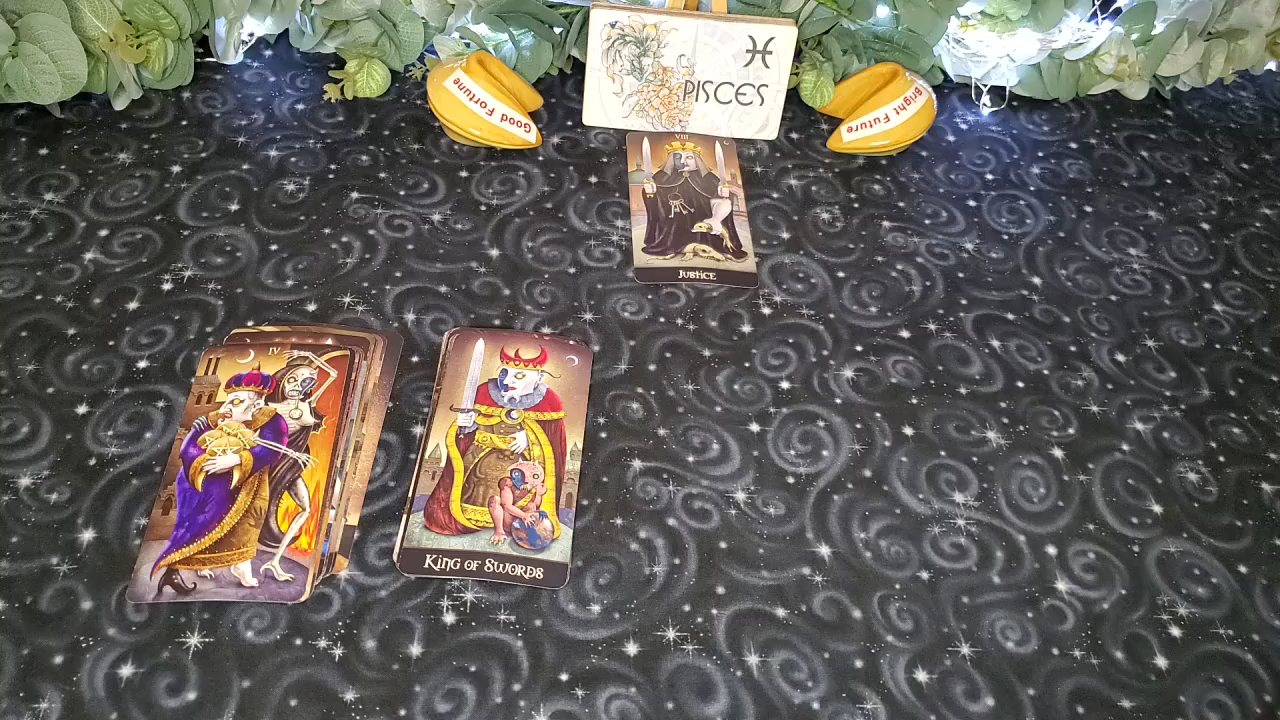 ♓
PISCES
Good Fortune
Bright Future
VIII
JUSTICE
IV
KING OF SWORDS